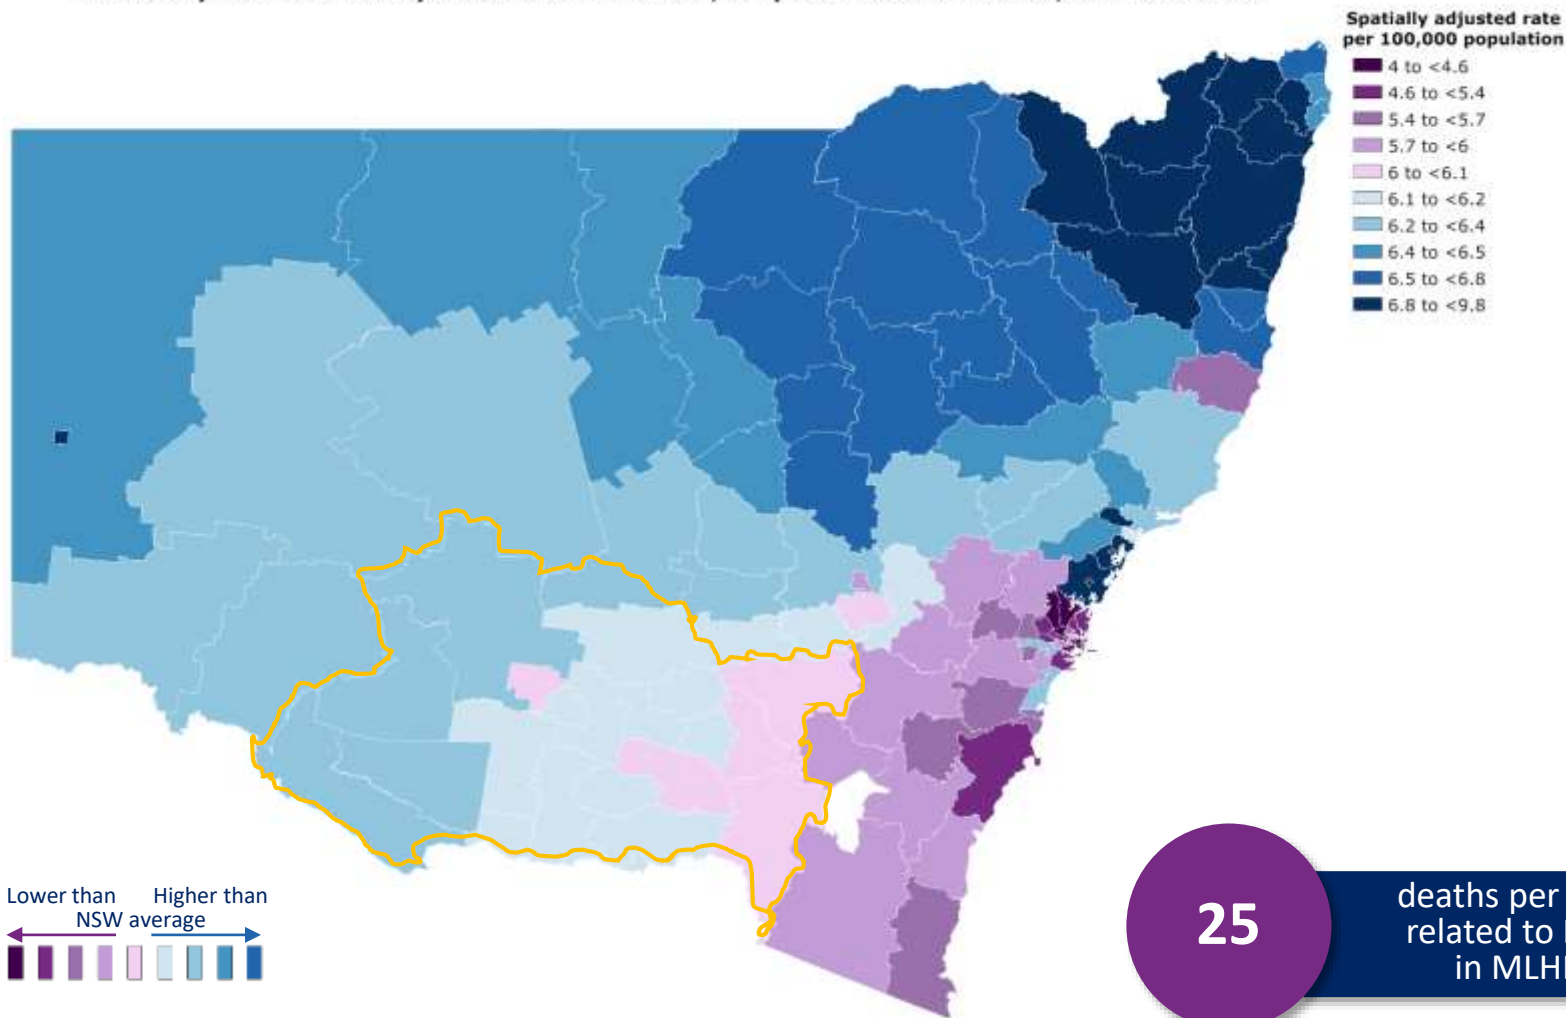 Spatially adjusted rate
per 100,000 population
4 to <4.6
4.6 to <5.4
5.4 to <5.7
5.7 to <6
6 to <6.1
6.1 to <6.2
6.2 to <6.4
6.4 to <6.5
6.5 to <6.8
6.8 to <9.8
Lower than Higher than
NSW average
25
deaths per
related to
in